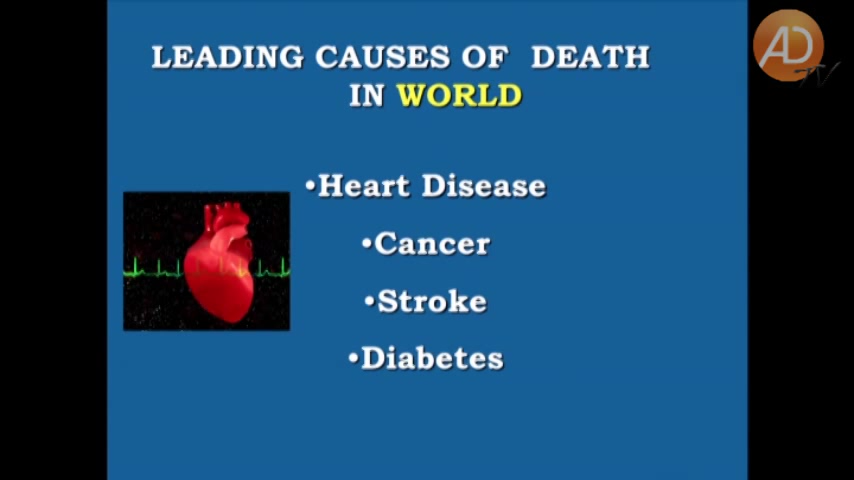 LEADING CAUSES OF DEATH
IN WORLD
•Heart Disease
•Cancer
•Stroke
•Diabetes
AD
TV